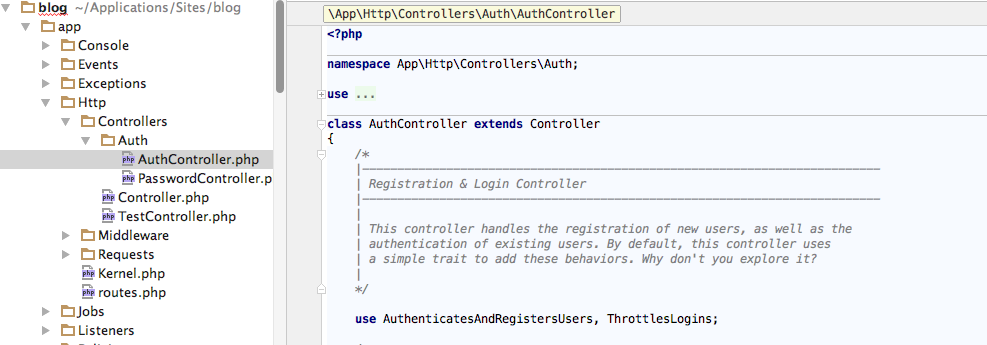 blog ~/Applications/Sites/blog
app
Console
Events
Exceptions
Http
Controllers
Auth
AuthController.php
PasswordController.p
Controller.php
TestController.php
Middleware
Requests
Kernel.php
routes.php
Jobs
Listeners
\App\Http\Controllers\Auth\AuthController
<?php
namespace App\Http\Controllers\Auth;
use ...
class AuthController extends Controller
{
/*
|--------------------------------------------------------------------------
| Registration & Login Controller
|--------------------------------------------------------------------------
|
| This controller handles the registration of new users, as well as the
| authentication of existing users. By default, this controller uses
| a simple trait to add these behaviors. Why don't you explore it?
|
*/
use AuthenticatesAndRegistersUsers, ThrottlesLogins;